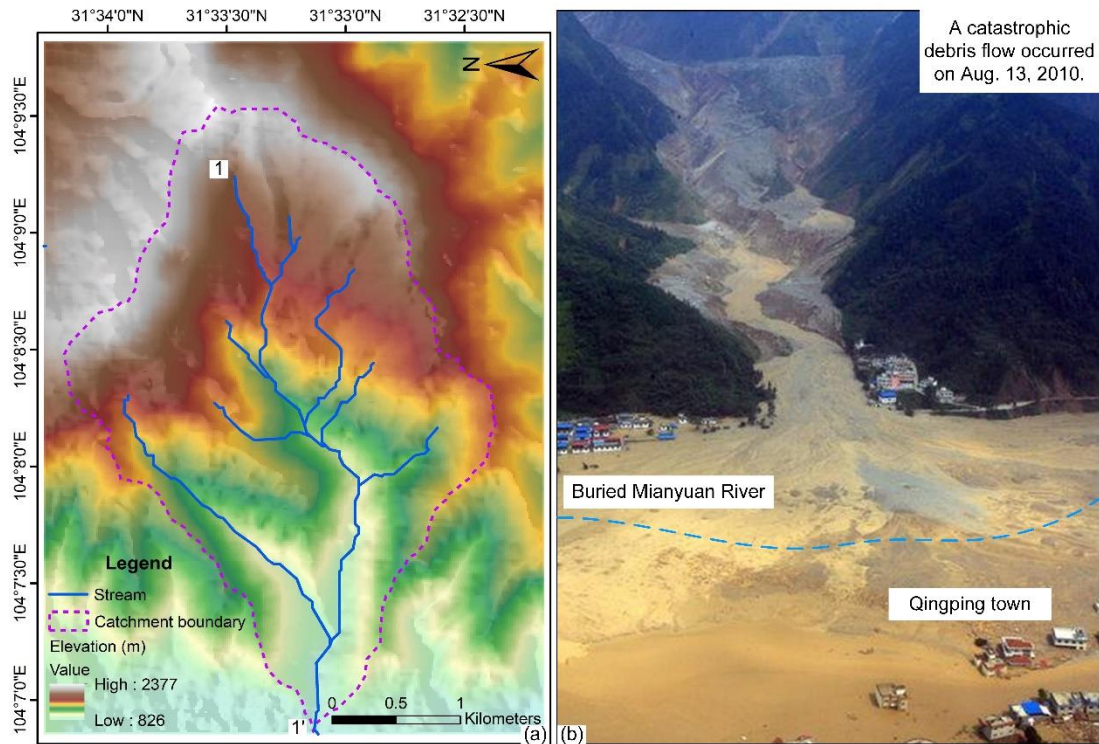 31°34'0"N
31°33'30"N
31°33'0"N
31°32'30"N
104°9'30"E
104°9'0"E
104°8'30"E
104°8'0"E
104°7'30"E
104°7'0"E
N
1
Legend
Stream
Catchment boundary
Elevation (m)
Value
High : 2377
Low : 826
1'
0 0.5 1
Kilometers
(a)
A catastrophic
debris flow occurred
on Aug. 13, 2010.
Buried Mianyuan River
Qingping town
(b)